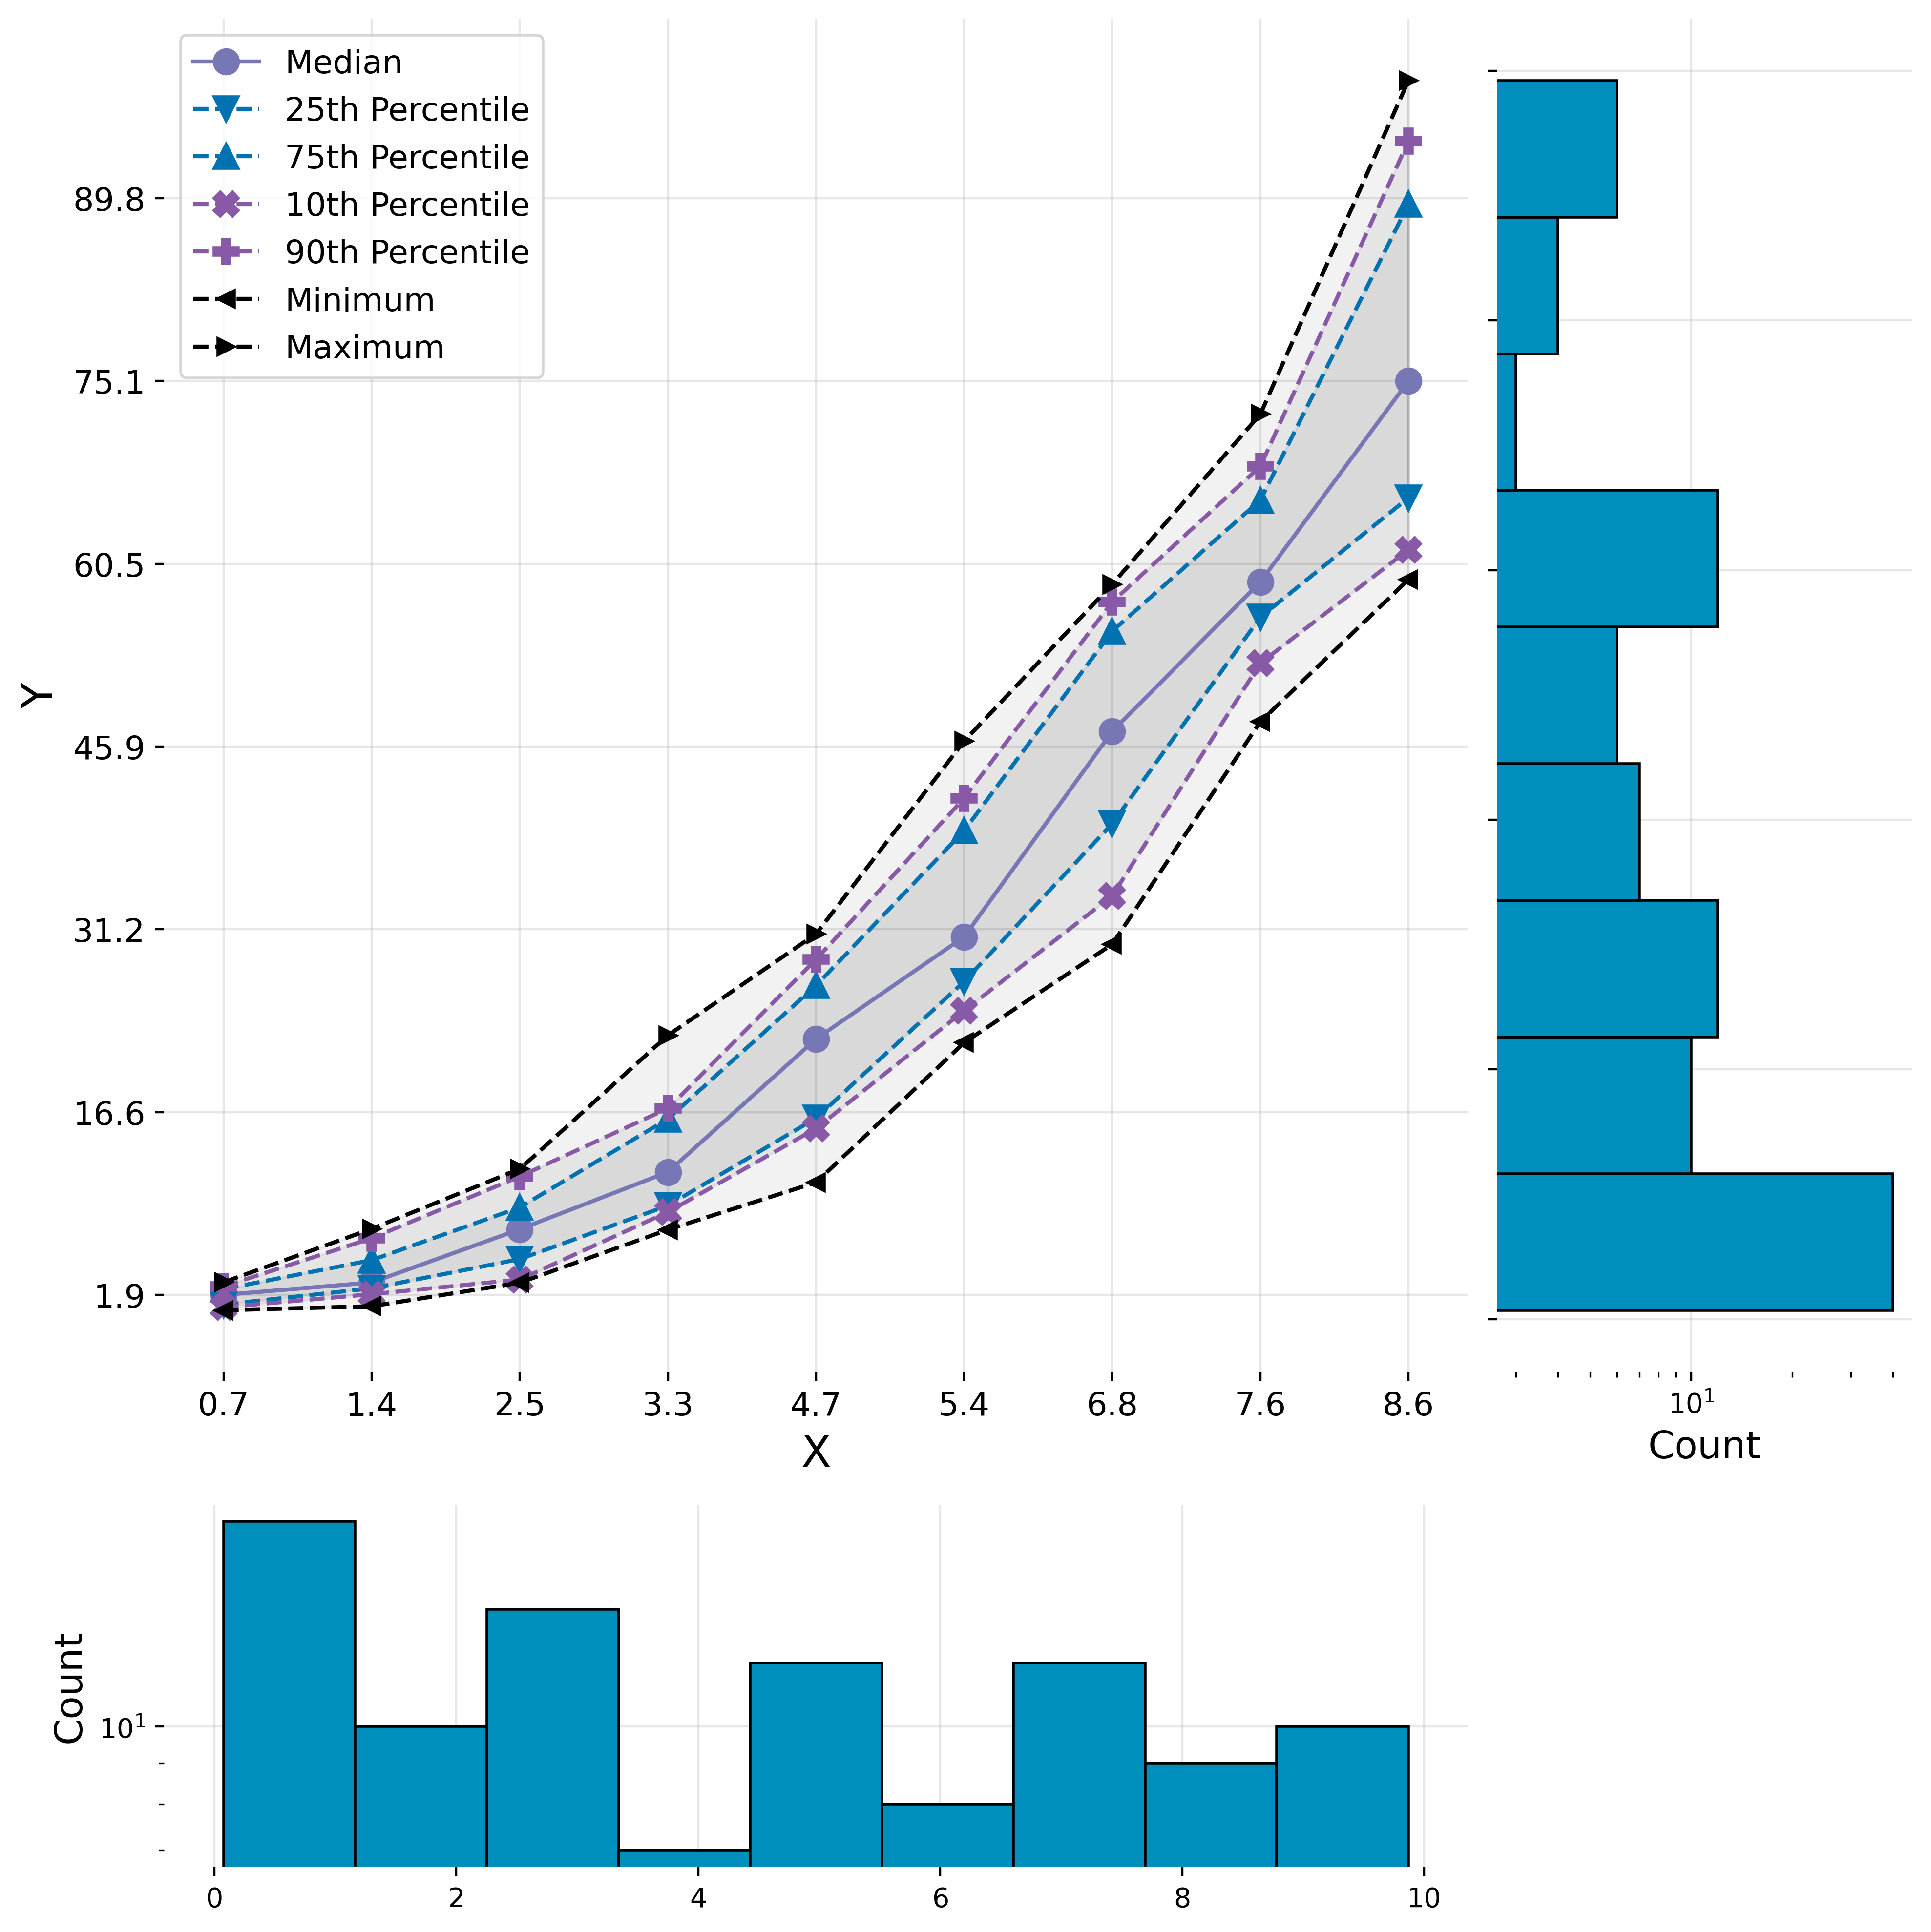 Median
25th Percentile
75th Percentile
10th Percentile
90th Percentile
Minimum
Maximum
89.8
75.1
60.5
45.9
31.2
16.6
1.9
Y
0.7 1.4 2.5 3.3 4.7 5.4 6.8 7.6 8.6
X
10¹
Count
Count
10¹
0 2 4 6 8 10